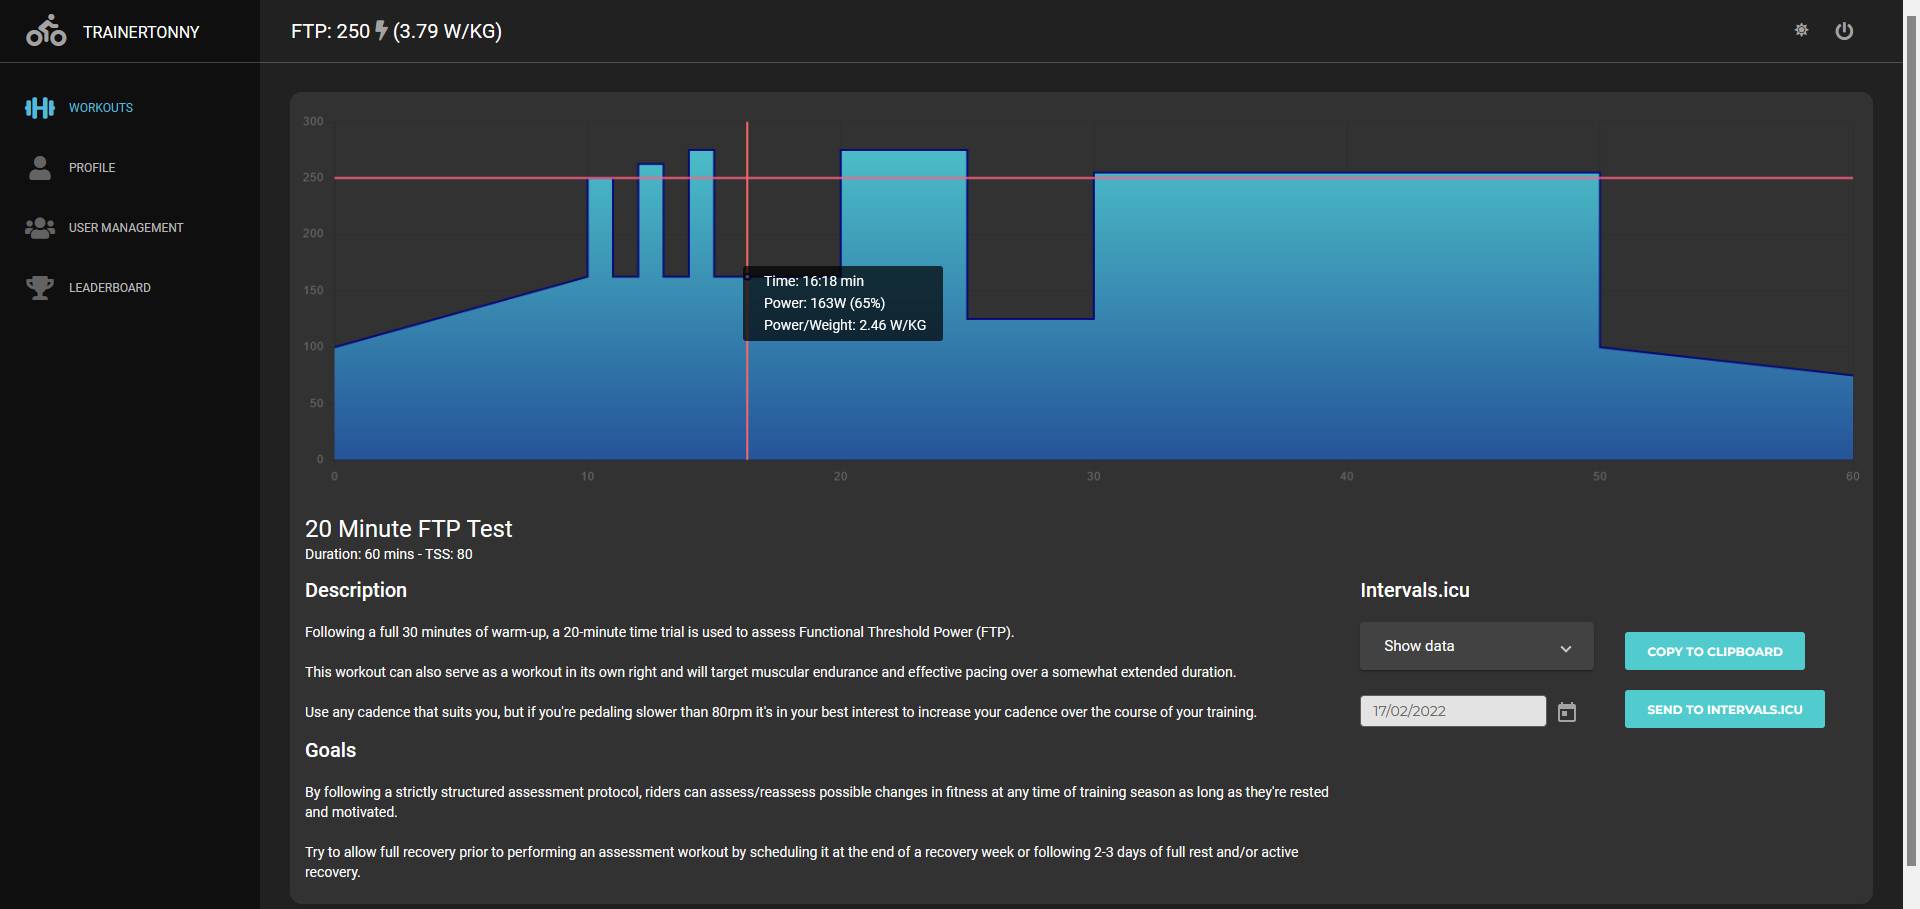 TRAINERTONNY
FTP: 250 (3.79 W/KG)
WORKOUTS
PROFILE
USER MANAGEMENT
LEADERBOARD
300
250
200
150
100
50
0
0 10 20 30 40 50 60
Time: 16:18 min
Power: 163W (65%)
Power/Weight: 2.46 W/KG
20 Minute FTP Test
Duration: 60 mins - TSS: 80
Description
Following a full 30 minutes of warm-up, a 20-minute time trial is used to assess Functional Threshold Power (FTP).
This workout can also serve as a workout in its own right and will target muscular endurance and effective pacing over a somewhat extended duration.
Use any cadence that suits you, but if you're pedaling slower than 80rpm it's in your best interest to increase your cadence over the course of your training.
Goals
By following a strictly structured assessment protocol, riders can assess/reassess possible changes in fitness at any time of training season as long as they're rested
and motivated.
Try to allow full recovery prior to performing an assessment workout by scheduling it at the end of a recovery week or following 2-3 days of full rest and/or active
recovery.
Intervals.icu
Show data
COPY TO CLIPBOARD
17/02/2022
SEND TO INTERVALS.ICU